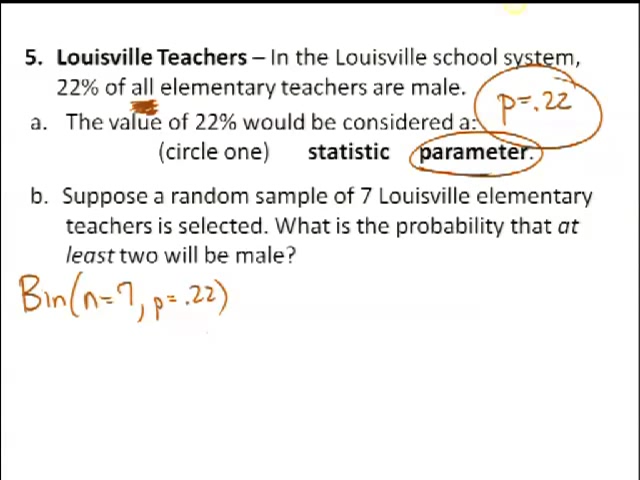 5. Louisville Teachers – In the Louisville school system,
22% of all elementary teachers are male.
p=.22
a. The value of 22% would be considered a:
(circle one) statistic parameter.
b. Suppose a random sample of 7 Louisville elementary
teachers is selected. What is the probability that at
least two will be male?
Bin(n=7, p=.22)